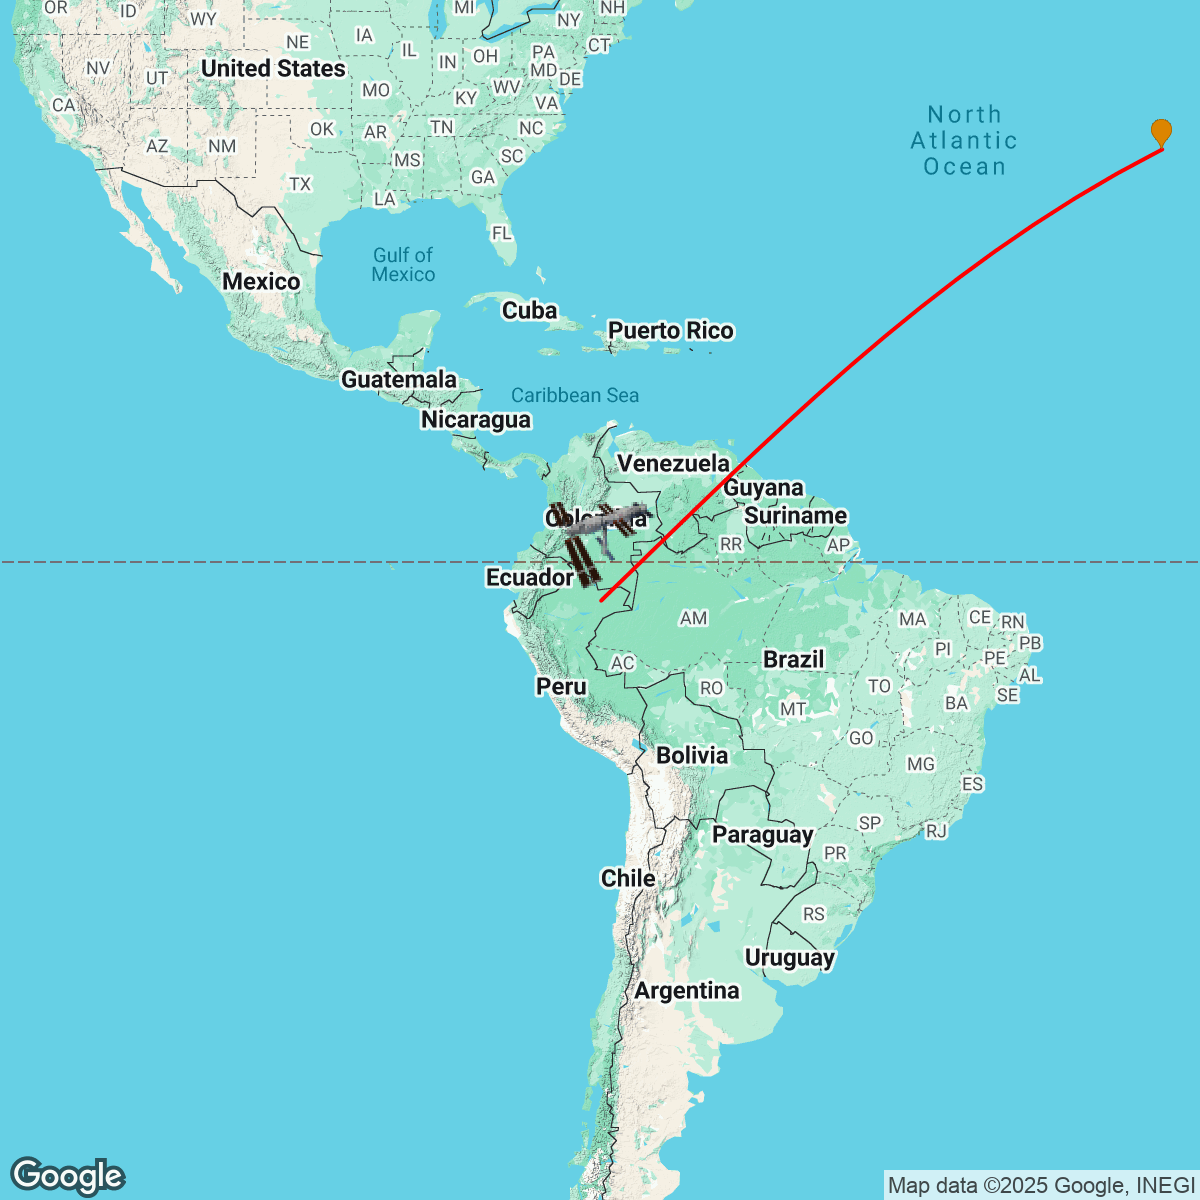 OR
ID
WY
MI
NY
NH
NE
IA
IL
IN
OH
PA
CT
NV
UT
United States
MD
DE
CA
MO
KY
WV
VA
OK
AR
TN
NC
AZ
NM
MS
SC
TX
LA
GA
FL
North
Atlantic
Ocean
Gulf of
Mexico
Mexico
Cuba
Puerto Rico
Guatemala
Caribbean Sea
Nicaragua
Venezuela
Guyana
Colombia
Suriname
RR
AP
Ecuador
AM
MA
CE
RN
PB
PI
PE
AL
AC
Brazil
TO
SE
Peru
RO
MT
BA
GO
MG
Bolivia
ES
SP
RJ
Paraguay
PR
Chile
RS
Uruguay
Argentina
Google
Map data ©2025 Google, INEGI